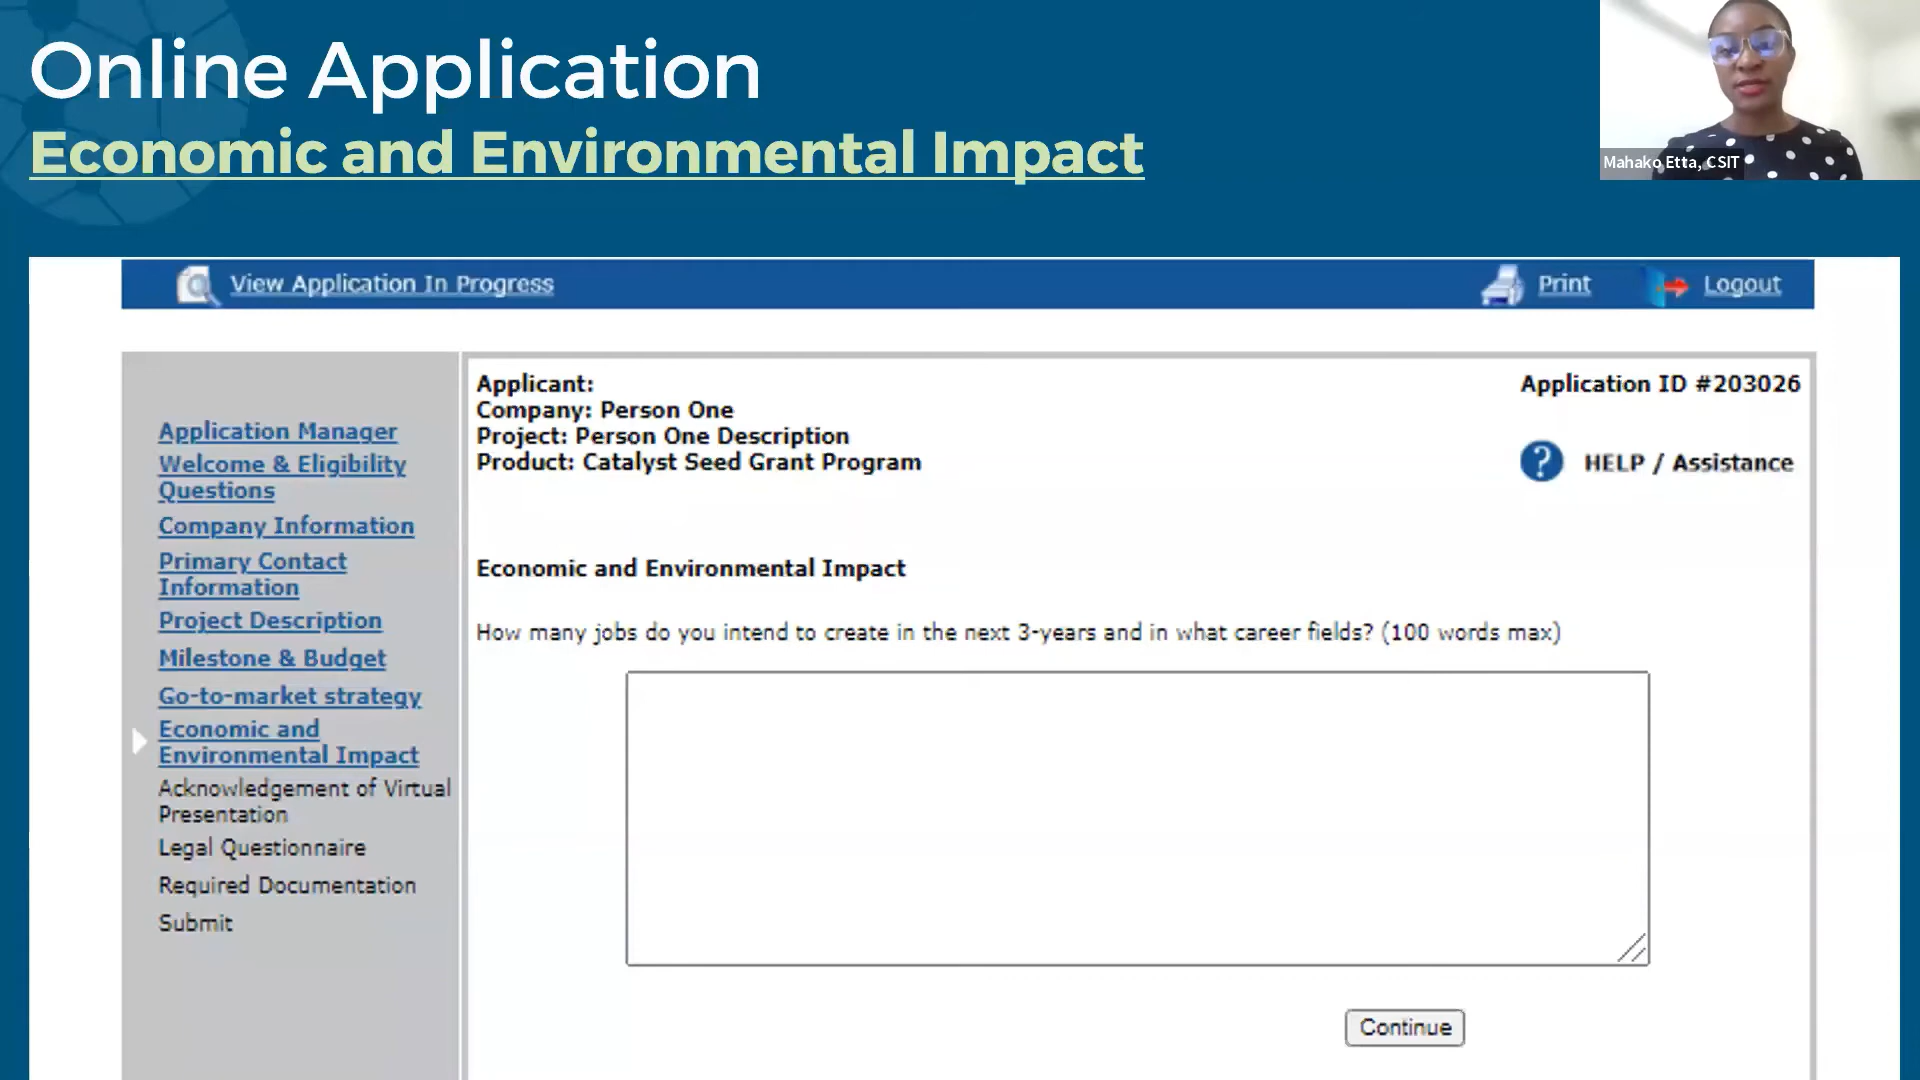 Online Application
Economic and Environmental Impact
Mahako Etta, CSIT
View Application In Progress
Print
Logout
Application Manager
Welcome & Eligibility
Questions
Company Information
Primary Contact
Information
Project Description
Milestone & Budget
Go-to-market strategy
Economic and
Environmental Impact
Acknowledgement of Virtual
Presentation
Legal Questionnaire
Required Documentation
Submit
Applicant:
Company: Person One
Project: Person One Description
Product: Catalyst Seed Grant Program
Application ID #203026
? HELP / Assistance
Economic and Environmental Impact
How many jobs do you intend to create in the next 3-years and in what career fields? (100 words max)
Continue